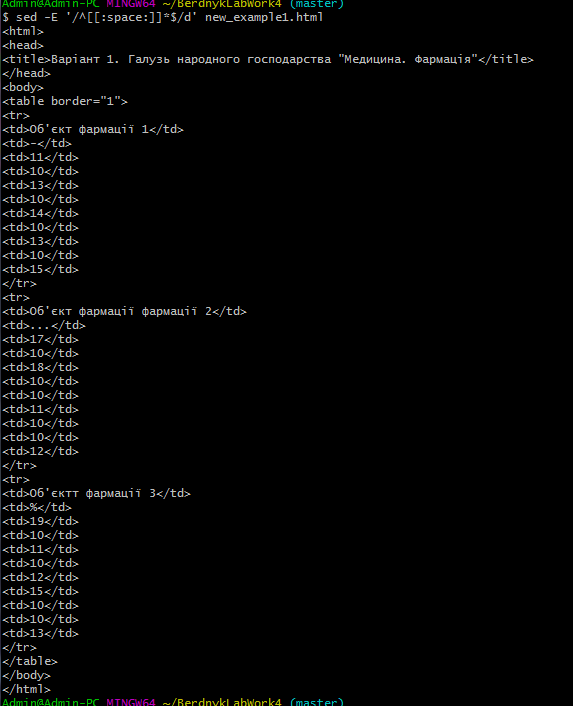 Admin@Admin-PC MINGW64 ~/BerdnykLabWork4 (master)
$ sed -E '/^[[:space:]]*$/d' new_example1.html
<html>
<head>
<title>Варіант 1. Галузь народного господарства "Медицина. Фармація"</title>
</head>
<body>
<table border="1">
<tr>
<td>Об'єкт фармації 1</td>
<td>-</td>
<td>11</td>
<td>10</td>
<td>13</td>
<td>10</td>
<td>14</td>
<td>10</td>
<td>13</td>
<td>10</td>
<td>15</td>
</tr>
<tr>
<td>Об'єкт фармації фармації 2</td>
<td>...</td>
<td>17</td>
<td>10</td>
<td>18</td>
<td>10</td>
<td>10</td>
<td>11</td>
<td>10</td>
<td>10</td>
<td>12</td>
</tr>
<tr>
<td>Об'єктт фармації 3</td>
<td>%</td>
<td>19</td>
<td>10</td>
<td>11</td>
<td>10</td>
<td>12</td>
<td>15</td>
<td>10</td>
<td>10</td>
<td>13</td>
</tr>
</table>
</body>
</html>
Admin@Admin-PC MINGW64 ~/BerdnykLabWork4 (master)